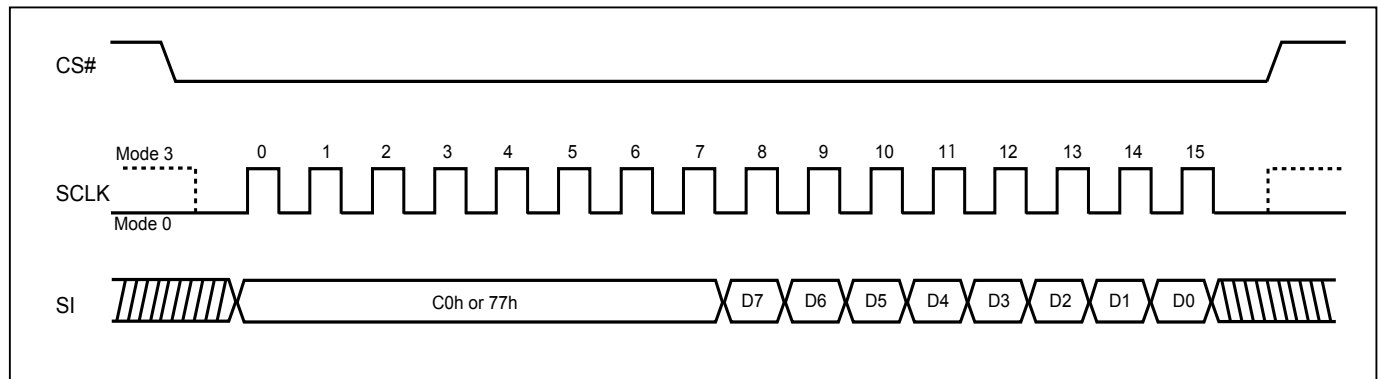 CS#
Mode 3
0 1 2 3 4 5 6 7 8 9 10 11 12 13 14 15
SCLK
Mode 0
SI
C0h or 77h
D7 D6 D5 D4 D3 D2 D1 D0